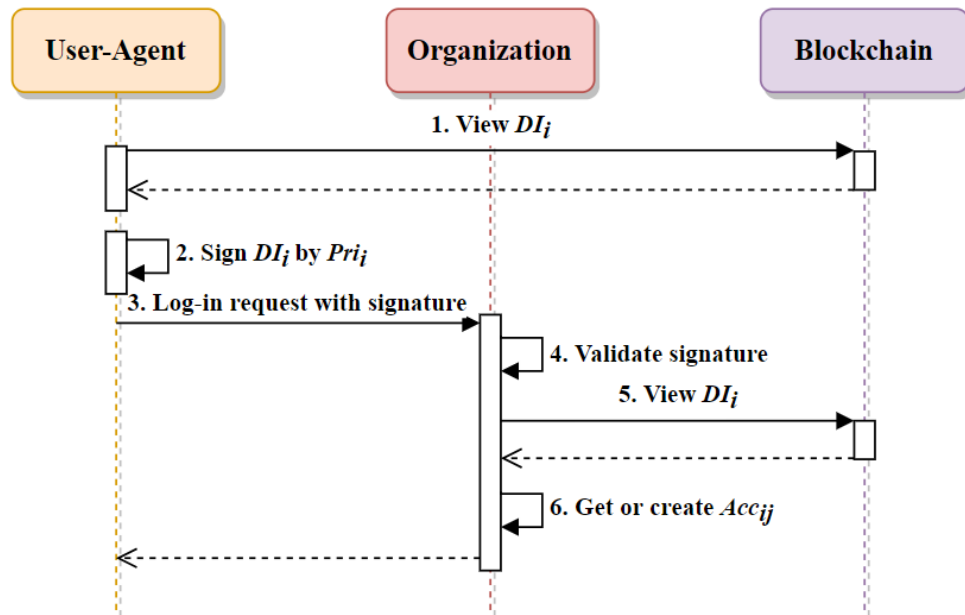 User-Agent
Organization
Blockchain
1. View DIi
2. Sign DIi by Prii
3. Log-in request with signature
4. Validate signature
5. View DIi
6. Get or create Accij